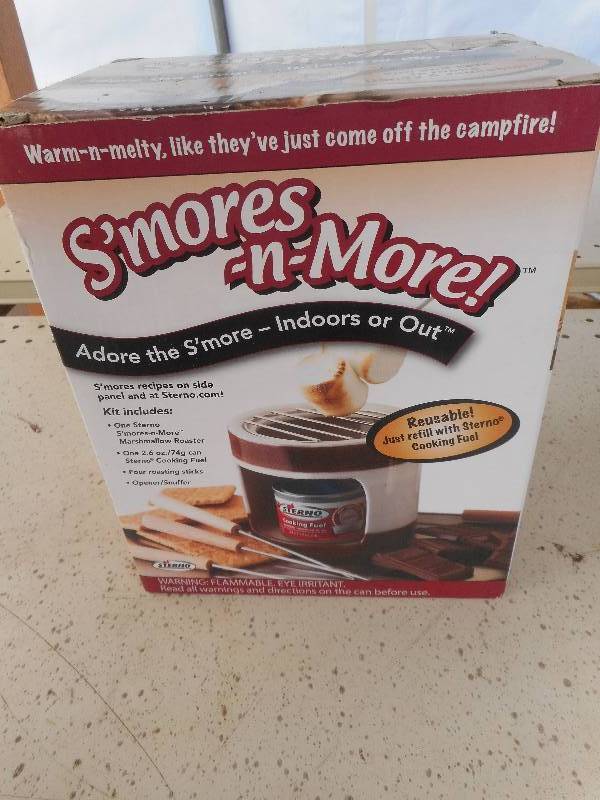 Warm-n-melty, like they've just come off the campfire!
S'mores
-n-More!™
Adore the S'more – Indoors or Out™
S'mores recipes on side
panel and at Sterno.com!
Kit includes:
• One Sterno
S'mores-n-More™
Marshmallow Roaster
• One 2.6 oz./74g can
Sterno® Cooking Fuel
• Four roasting sticks
• Opener/Snuffer
Reusable!
Just refill with Sterno®
Cooking Fuel
STERNO
Cooking Fuel
STERNO
WARNING: FLAMMABLE. EYE IRRITANT.
Read all warnings and directions on the can before use.